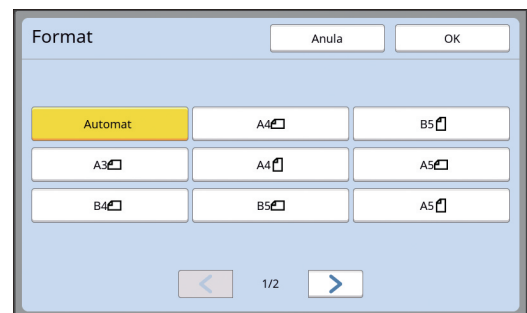 Format Anula OK
Automat A4 B5
A3 A4 A5
B4 B5 A5
1/2